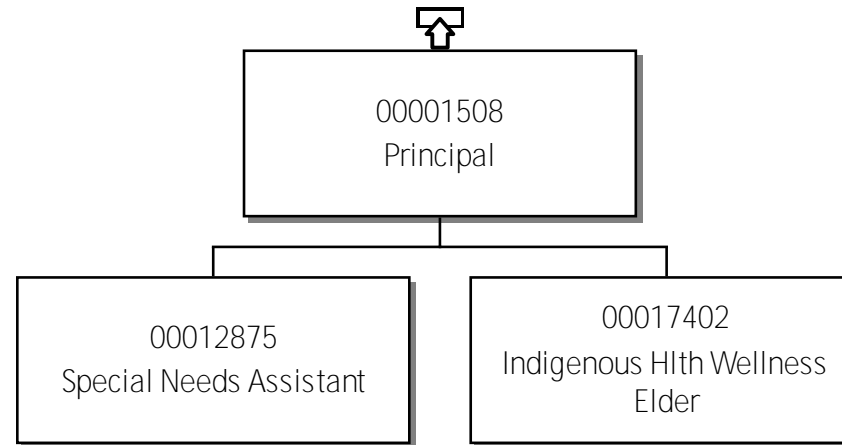 00001508
Principal
00012875
Special Needs Assistant
00017402
Indigenous Hlth Wellness
Elder